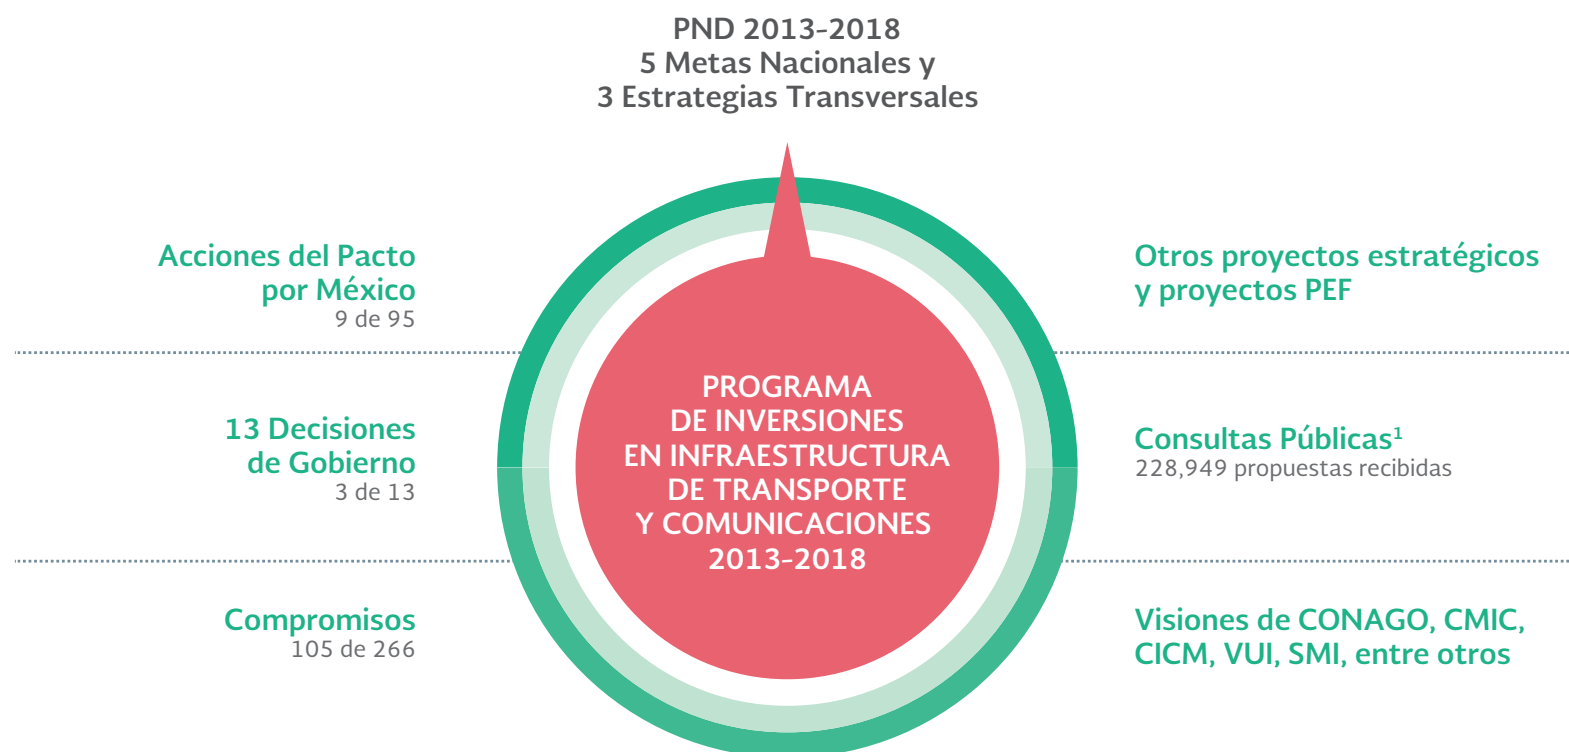 PND 2013-2018
5 Metas Nacionales y
3 Estrategias Transversales
Acciones del Pacto
por México
9 de 95
13 Decisiones
de Gobierno
3 de 13
Compromisos
105 de 266
PROGRAMA
DE INVERSIONES
EN INFRAESTRUCTURA
DE TRANSPORTE
Y COMUNICACIONES
2013-2018
Otros proyectos estratégicos
y proyectos PEF
Consultas Públicas¹
228,949 propuestas recibidas
Visiones de CONAGO, CMIC,
CICM, VUI, SMI, entre otros